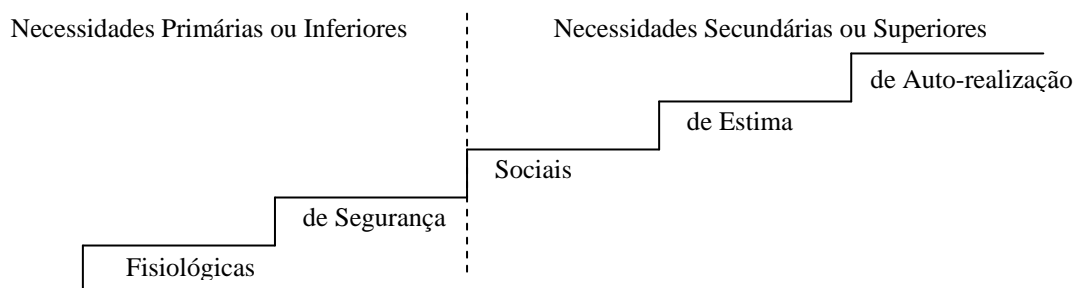 Necessidades Primárias ou Inferiores
Necessidades Secundárias ou Superiores
de Auto-realização
de Estima
Sociais
de Segurança
Fisiológicas